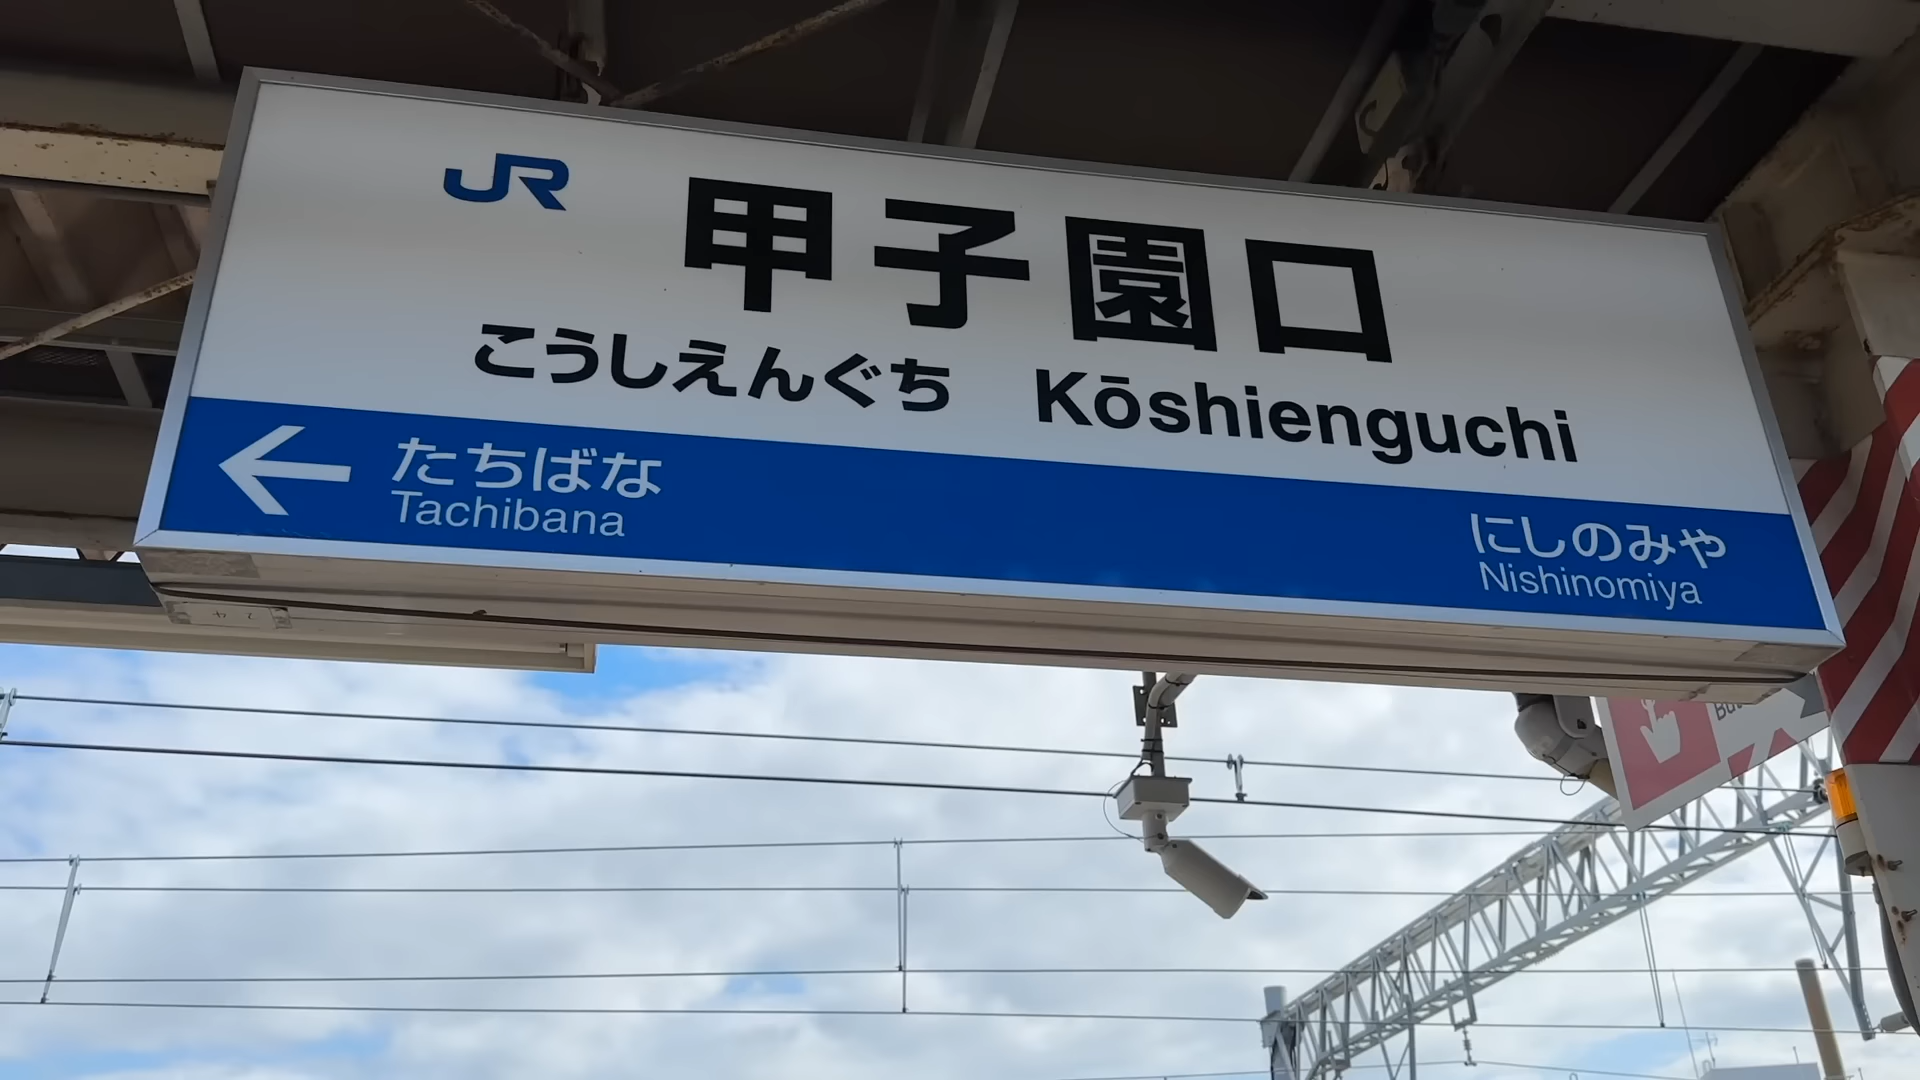 JR 甲子園口
こうしえんぐち Kōshienguchi
たちばな
Tachibana
にしのみや
Nishinomiya